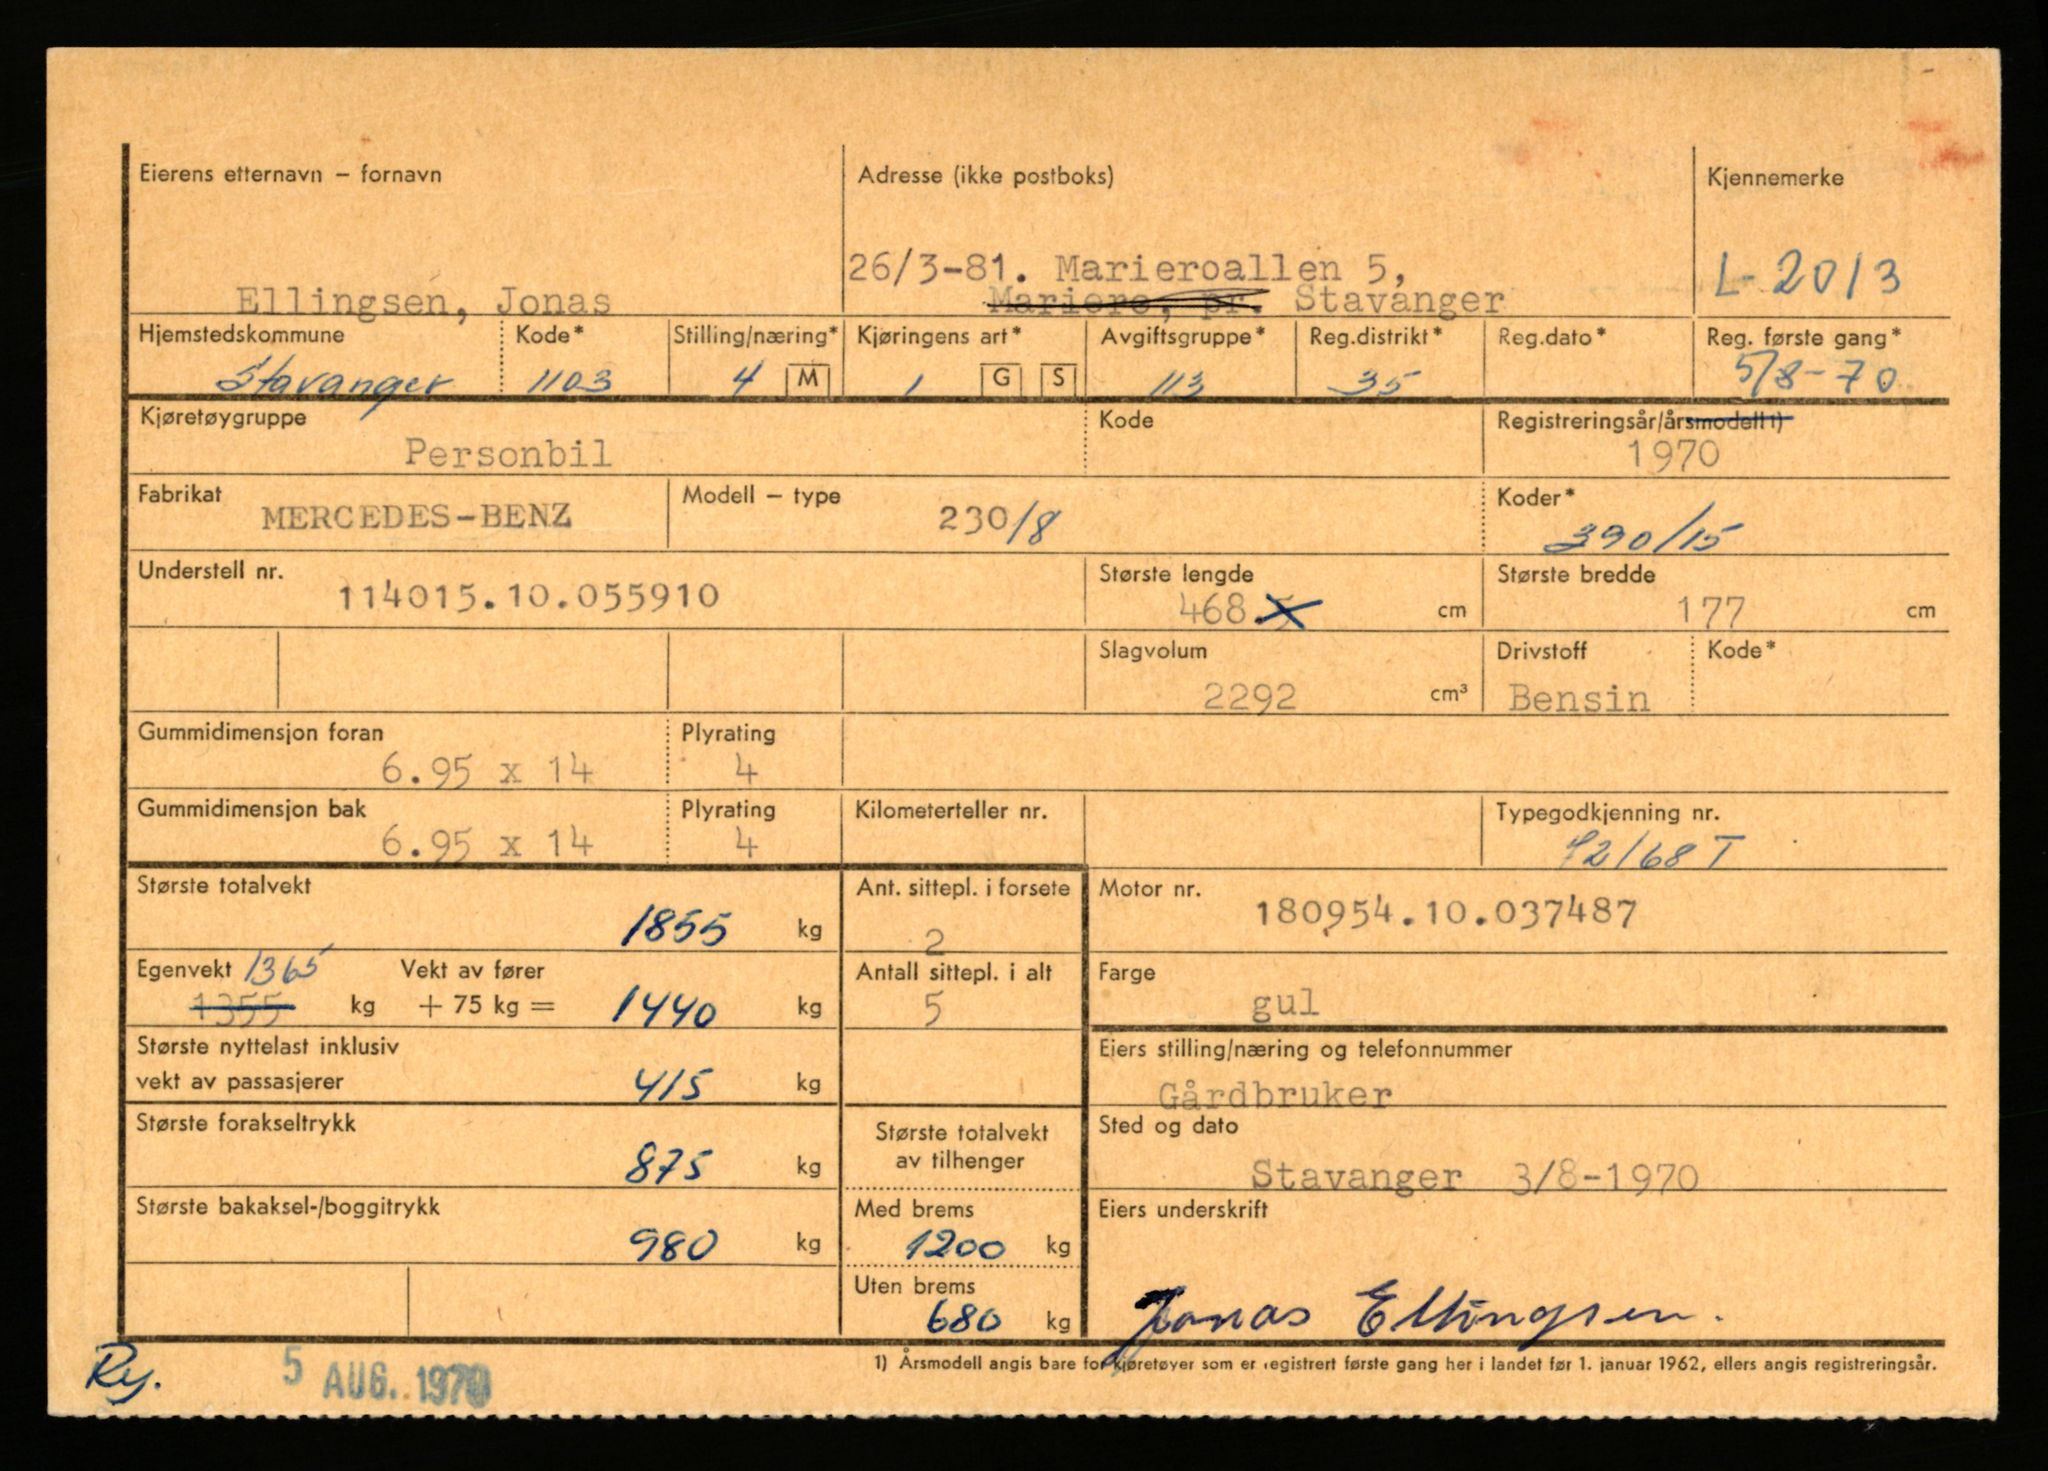 Eierens etternavn – fornavn
Adresse (ikke postboks)
Kjennemerke
26/3-81. Marieroallen 5,
L-2013
Ellingsen, Jonas
Mariero, pr. Stavanger
Hjemstedskommune
Kode*
Stilling/næring*
Kjøringens art*
Avgiftsgruppe*
Reg.distrikt*
Reg.dato*
Reg. første gang*
Stavanger
1103
4 M
1 G S
113
35
5/8-70
Kjøretøygruppe
Kode
Registreringsår/årsmodell 1)
Personbil
1970
Fabrikat
Modell – type
Koder*
MERCEDES-BENZ
230/8
390/15
Understell nr.
Største lengde
Største bredde
114015.10.055910
468.5 cm
177 cm
Slagvolum
Drivstoff
Kode*
2292 cm³
Bensin
Gummidimensjon foran
Plyrating
6.95 x 14
4
Gummidimensjon bak
Plyrating
Kilometerteller nr.
Typegodkjenning nr.
6.95 x 14
4
/68 T
Største totalvekt
Ant. sittepl. i forsete
Motor nr.
1855 kg
2
180954.10.037487
Egenvekt 1365
Vekt av fører
Antall sittepl. i alt
Farge
1355 kg
+ 75 kg = 1440 kg
5
gul
Største nyttelast inklusiv
Eiers stilling/næring og telefonnummer
vekt av passasjerer
415 kg
Gårdbruker
Største forakseltrykk
Største totalvekt
av tilhenger
Sted og dato
875 kg
Stavanger 3/8-1970
Største bakaksel-/boggitrykk
Med brems
Eiers underskrift
980 kg
1200 kg
Uten brems
680 kg
Jonas Ellingsen.
1) Årsmodell angis bare for kjøretøyer som er registrert første gang her i landet før 1. januar 1962, ellers angis registreringsår.
5 AUG. 1970